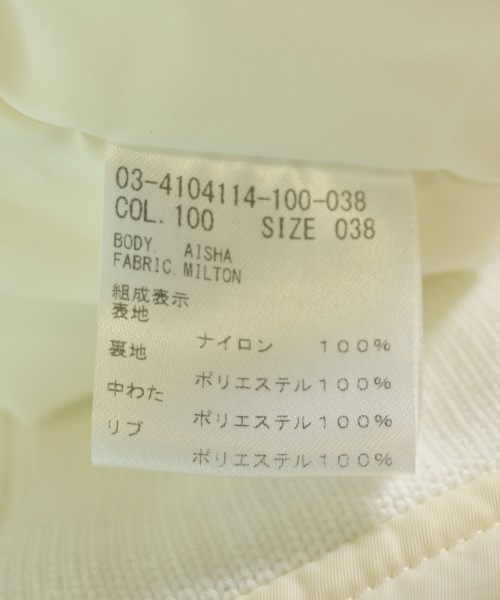 03-4104114-100-038
COL. 100 SIZE 038
BODY. AISHA
FABRIC. MILTON
組成表示
表地
ナイロン 100%
裏地
ポリエステル100%
中わた
ポリエステル100%
リブ
ポリエステル100%